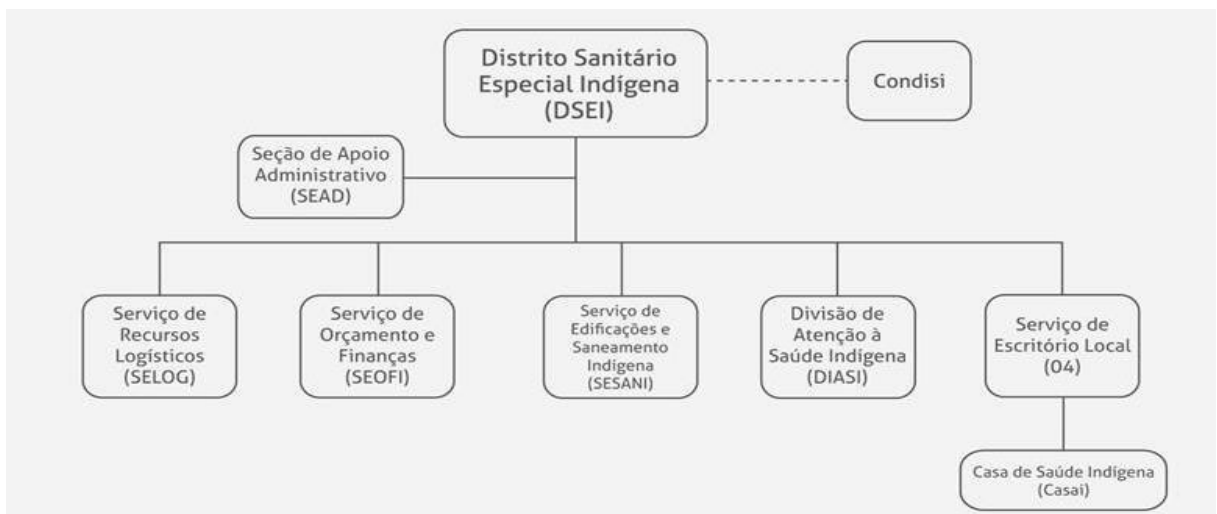 Distrito Sanitário
Especial Indígena
(DSEI)
Condisi
Seção de Apoio
Administrativo
(SEAD)
Serviço de
Recursos
Logísticos
(SELOG)
Serviço de
Orçamento e
Finanças
(SEOFI)
Serviço de
Edificações e
Saneamento
Indígena
(SESANI)
Divisão de
Atenção à
Saúde Indígena
(DIASI)
Serviço de
Escritório Local
(04)
Casa de Saúde Indígena
(Casai)